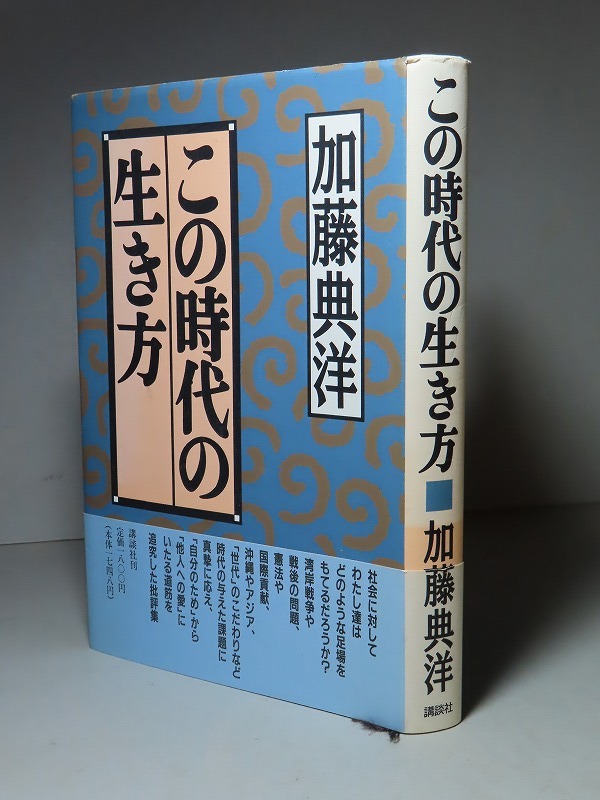 加藤典洋
この時代の
生き方
社会に対して
わたし達は
どのような足場を
もてるだろうか?
湾岸戦争や
戦後の問題、
憲法や
国際貢献、
沖縄やアジア、
「世代」のこだわりなど
時代の与えた課題に
真摯に応え、
「自分のため」から
「他人への愛」に
いたる道筋を
追究した批評集
講談社刊
定価一八〇〇円
(本体一七四八円)
この時代の生き方■加藤典洋
講談社